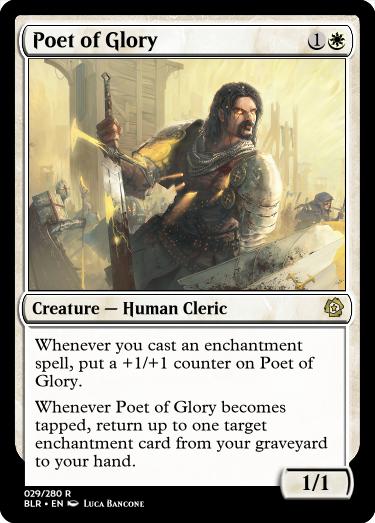 Poet of Glory 1
Creature — Human Cleric
Whenever you cast an enchantment
spell, put a +1/+1 counter on Poet of
Glory.
Whenever Poet of Glory becomes
tapped, return up to one target
enchantment card from your graveyard
to your hand.
1/1
029/280 R
BLR • EN Luca Bancone